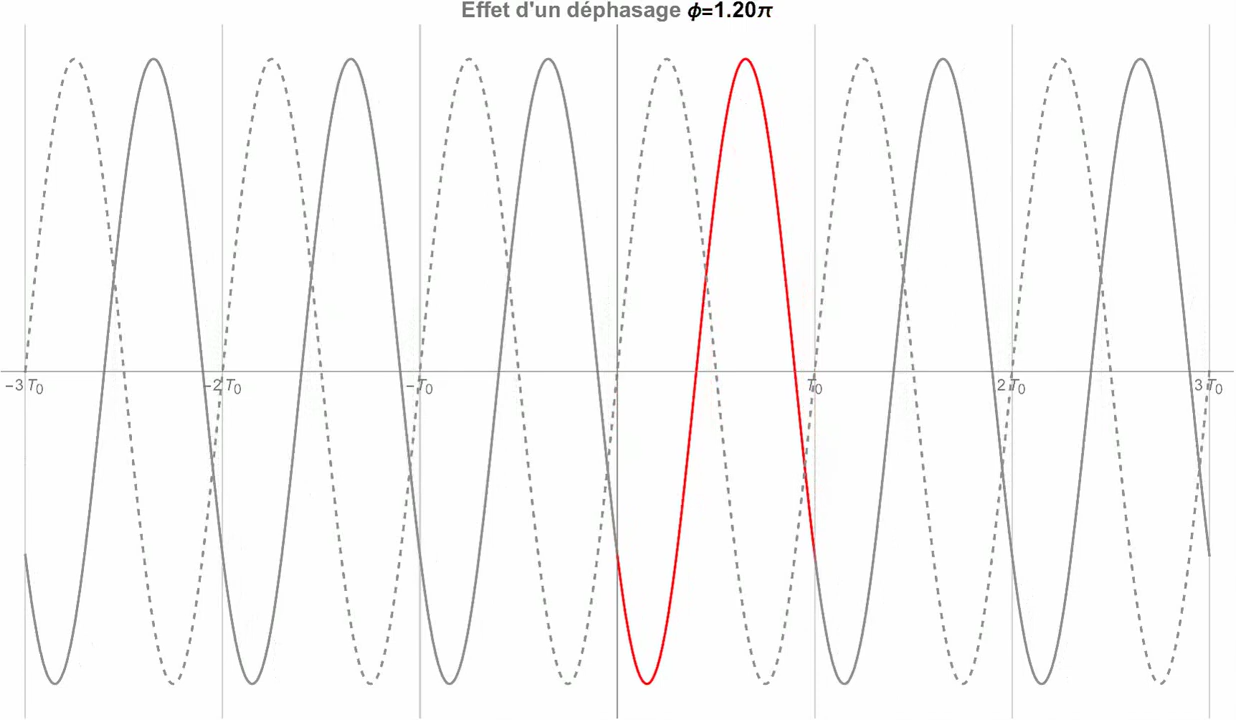 Effet d'un déphasage ϕ=1.20π
−3 T₀ −2 T₀ −T₀ T₀ 2 T₀ 3 T₀